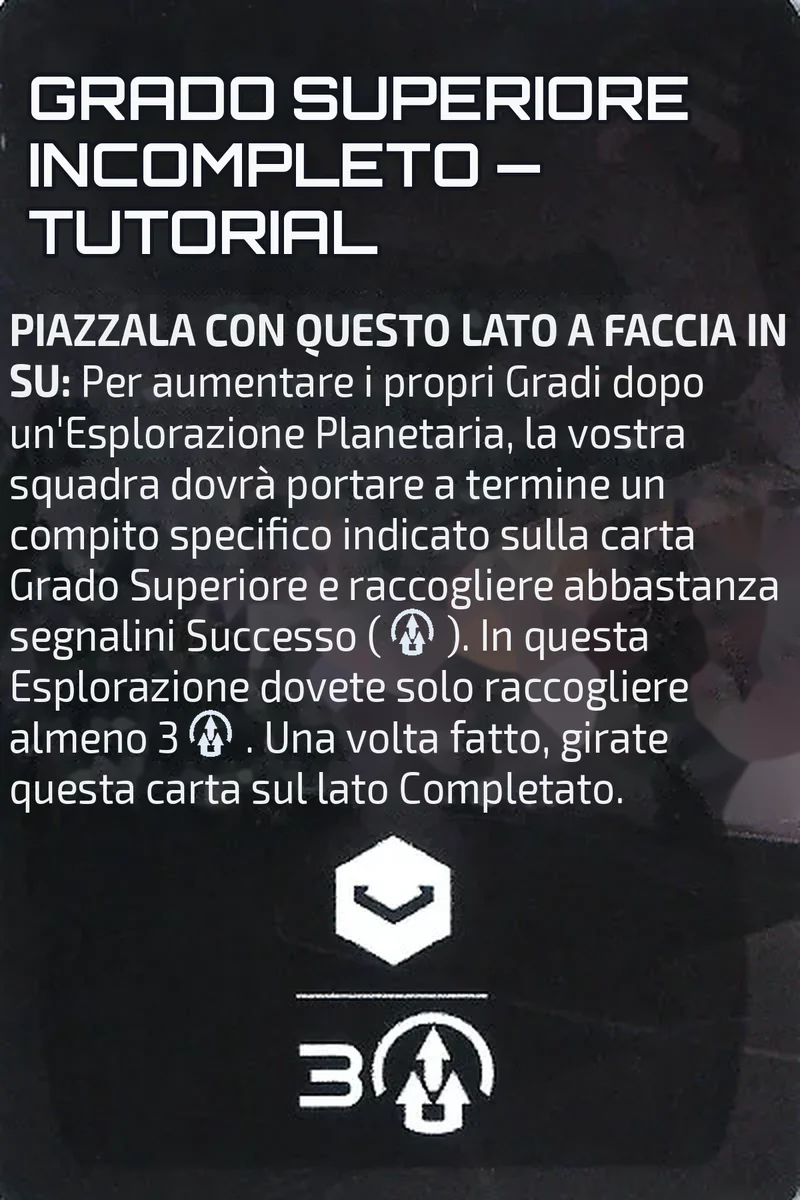 GRADO SUPERIORE
INCOMPLETO –
TUTORIAL
PIAZZALA CON QUESTO LATO A FACCIA IN
SU: Per aumentare i propri Gradi dopo
un'Esplorazione Planetaria, la vostra
squadra dovrà portare a termine un
compito specifico indicato sulla carta
Grado Superiore e raccogliere abbastanza
segnalini Successo ( ). In questa
Esplorazione dovete solo raccogliere
almeno 3 . Una volta fatto, girate
questa carta sul lato Completato.
3